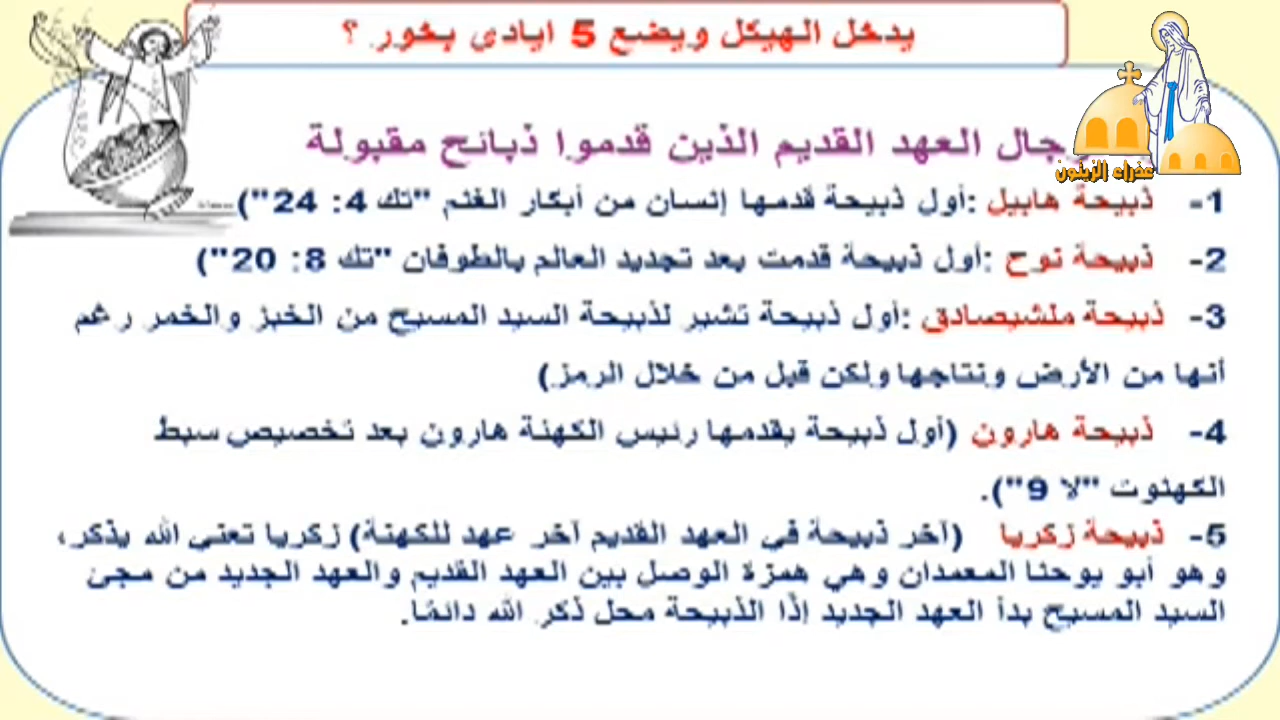 يدخل الهيكل ويضع 5 ايادى بخور ؟
عذراء الزيتون
رجال العهد القديم الذين قدموا ذبائح مقبولة
1- ذبيحة هابيل :أول ذبيحة قدمها إنسان من أبكار الغنم "تك 4: 24")
2- ذبيحة نوح :أول ذبيحة قدمت بعد تجديد العالم بالطوفان "تك 8: 20")
3- ذبيحة ملشيصادق :أول ذبيحة تشير لذبيحة السيد المسيح من الخبز والخمر رغم
أنها من الأرض ونتاجها ولكن قبل من خلال الرمز)
4- ذبيحة هارون (أول ذبيحة يقدمها رئيس الكهنة هارون بعد تخصيص سبط
الكهنوت "لا 9").
5- ذبيحة زكريا (آخر ذبيحة في العهد القديم آخر عهد للكهنة) زكريا تعني الله يذكر،
وهو أبو يوحنا المعمدان وهي همزة الوصل بين العهد القديم والعهد الجديد من مجئ
السيد المسيح بدأ العهد الجديد إذًا الذبيحة محل ذكر الله دائمًا.